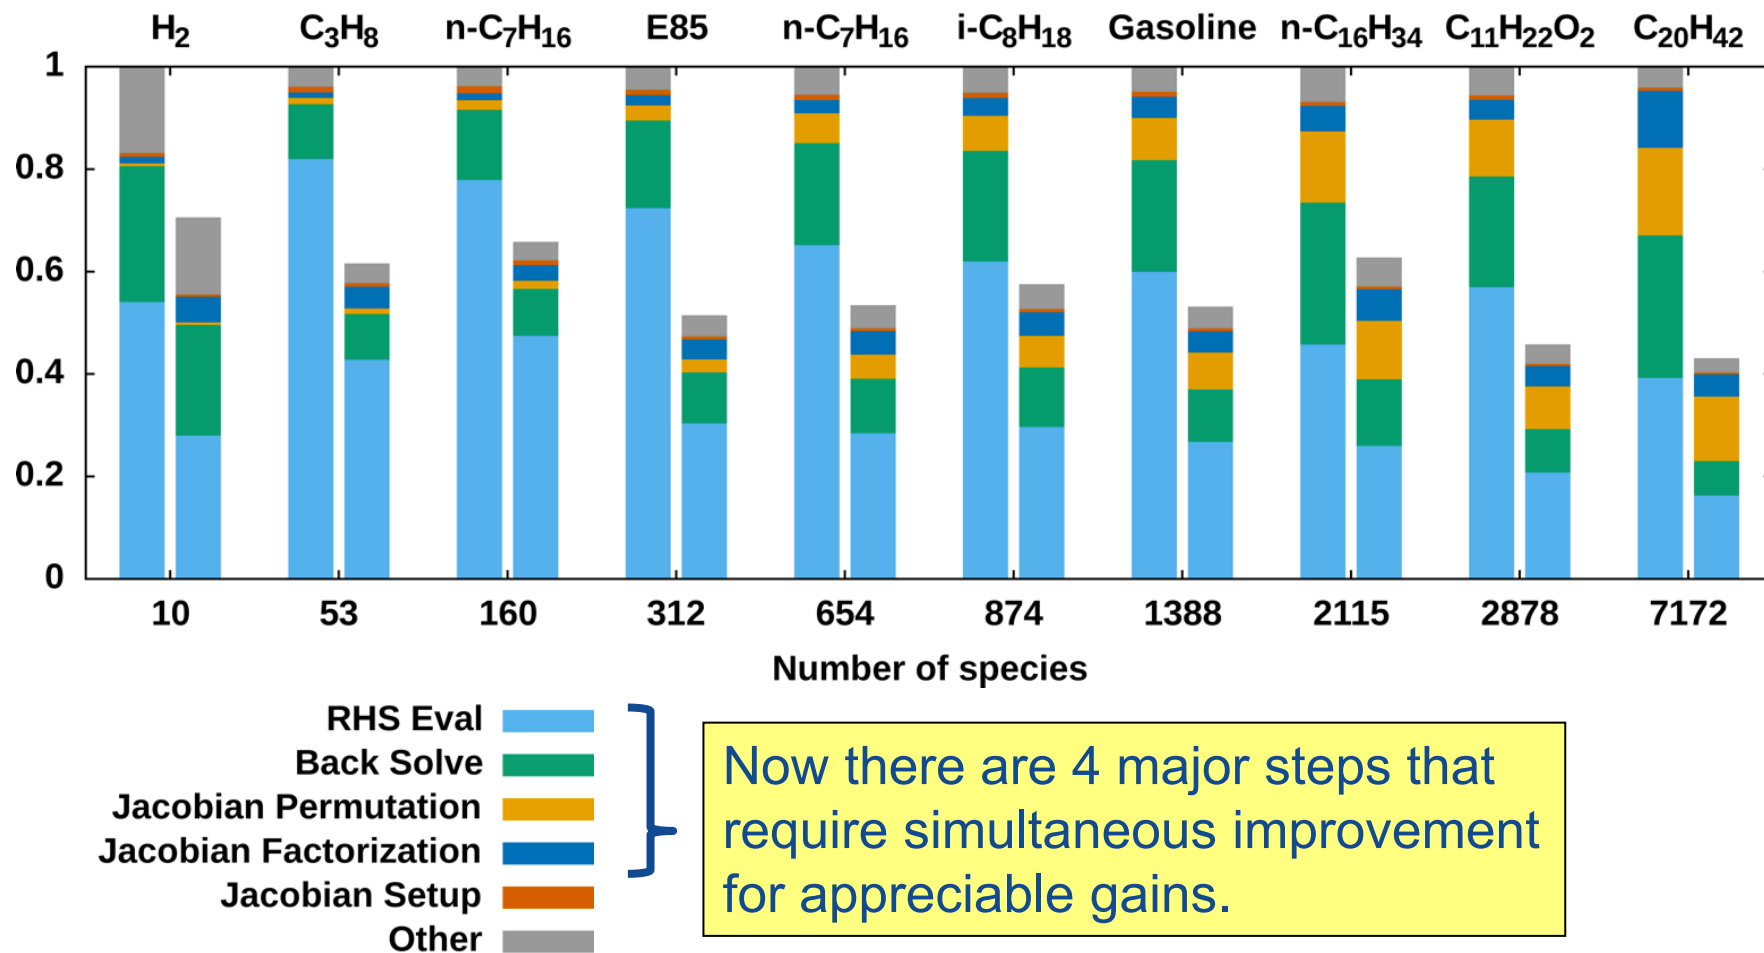 H2 C3H8 n-C7H16 E85 n-C7H16 i-C8H18 Gasoline n-C16H34 C11H22O2 C20H42
1
0.8
0.6
0.4
0.2
0
10 53 160 312 654 874 1388 2115 2878 7172
Number of species
RHS Eval
Back Solve
Jacobian Permutation
Jacobian Factorization
Jacobian Setup
Other
Now there are 4 major steps that
require simultaneous improvement
for appreciable gains.